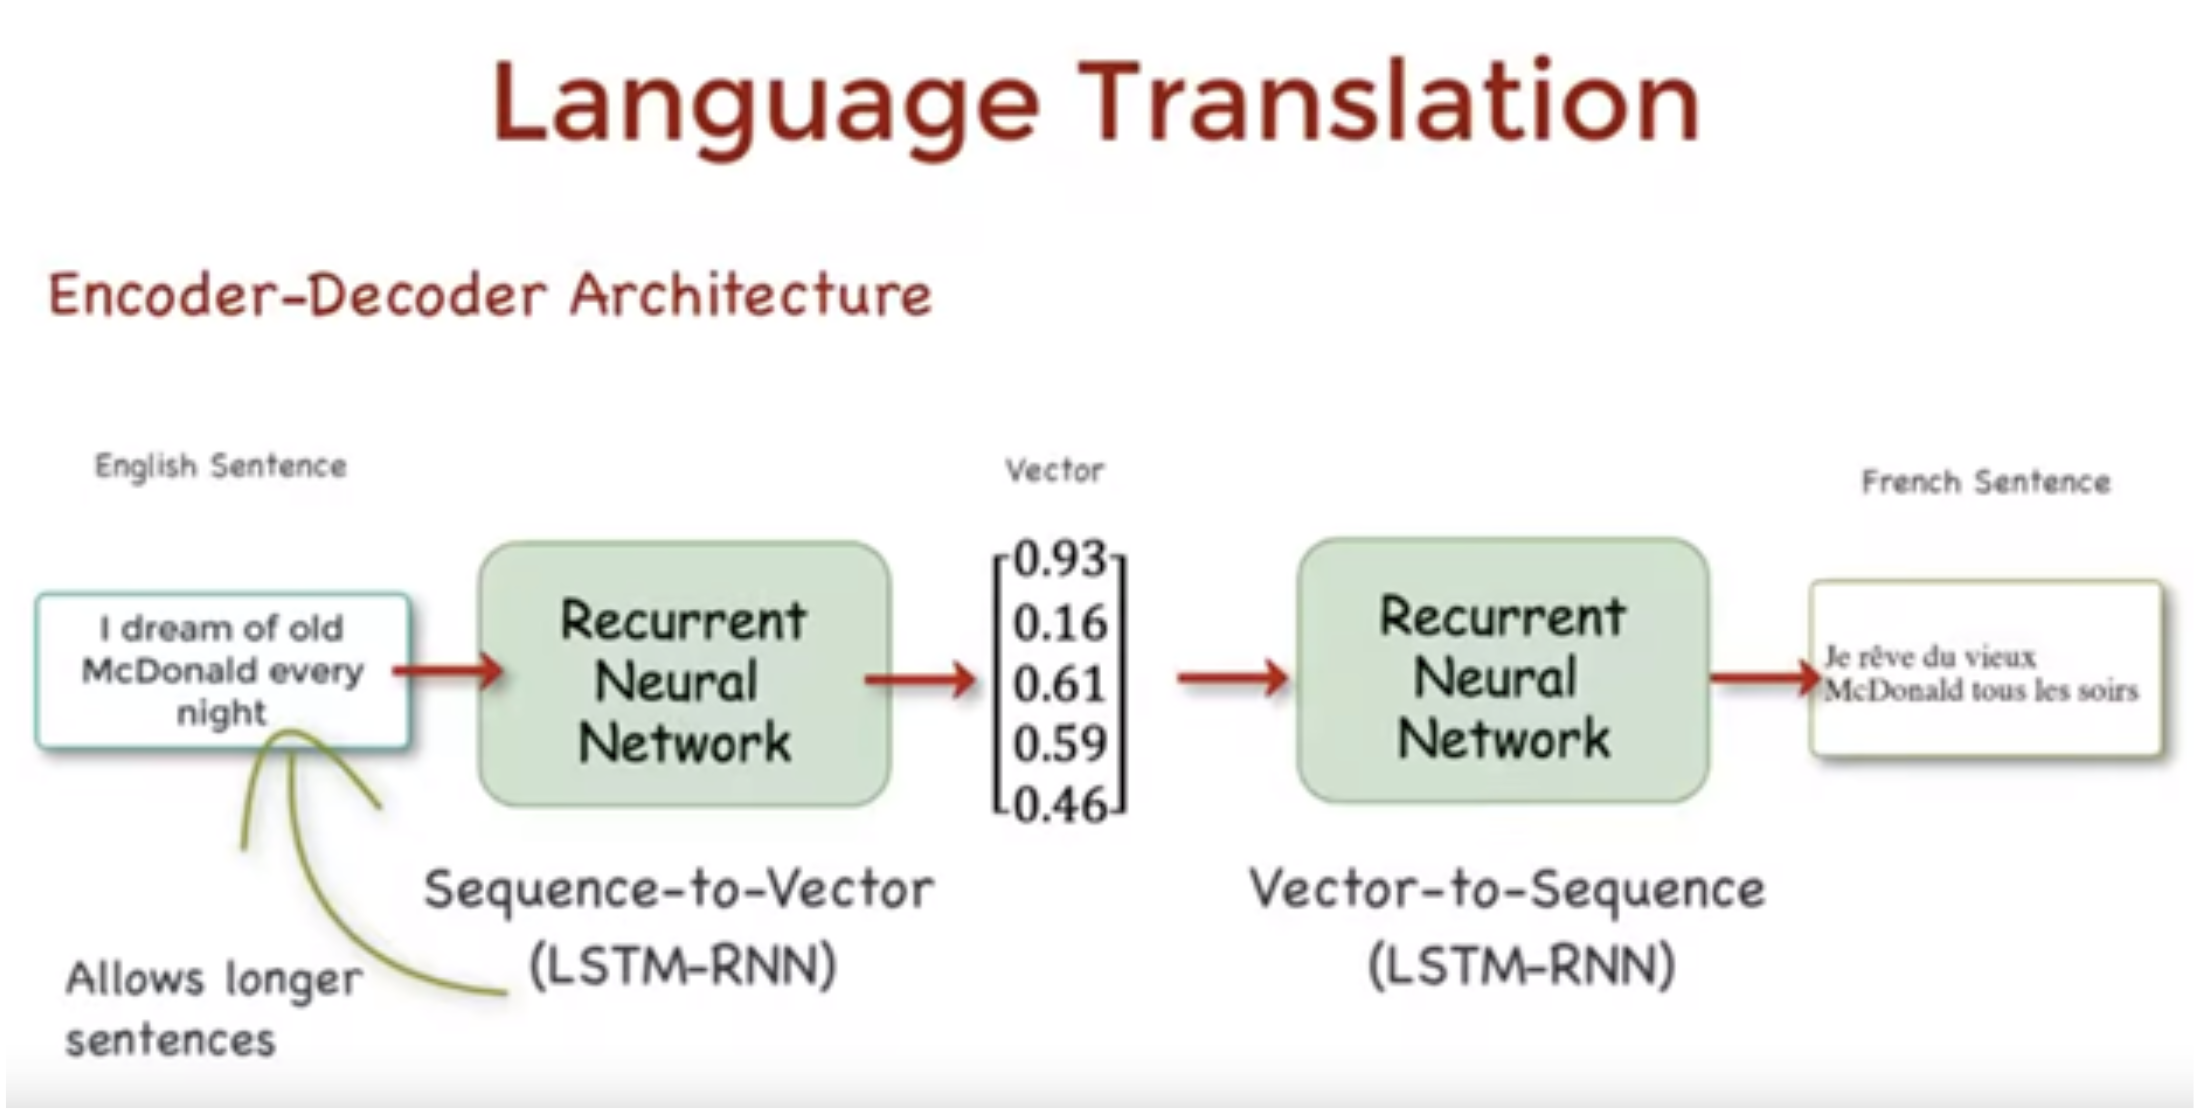 Language Translation
Encoder-Decoder Architecture
English Sentence
Vector
French Sentence
I dream of old
McDonald every
night
Recurrent
Neural
Network
0.93
0.16
0.61
0.59
0.46
Recurrent
Neural
Network
Je rêve du vieux
McDonald tous les soirs
Sequence-to-Vector
(LSTM-RNN)
Vector-to-Sequence
(LSTM-RNN)
Allows longer
sentences